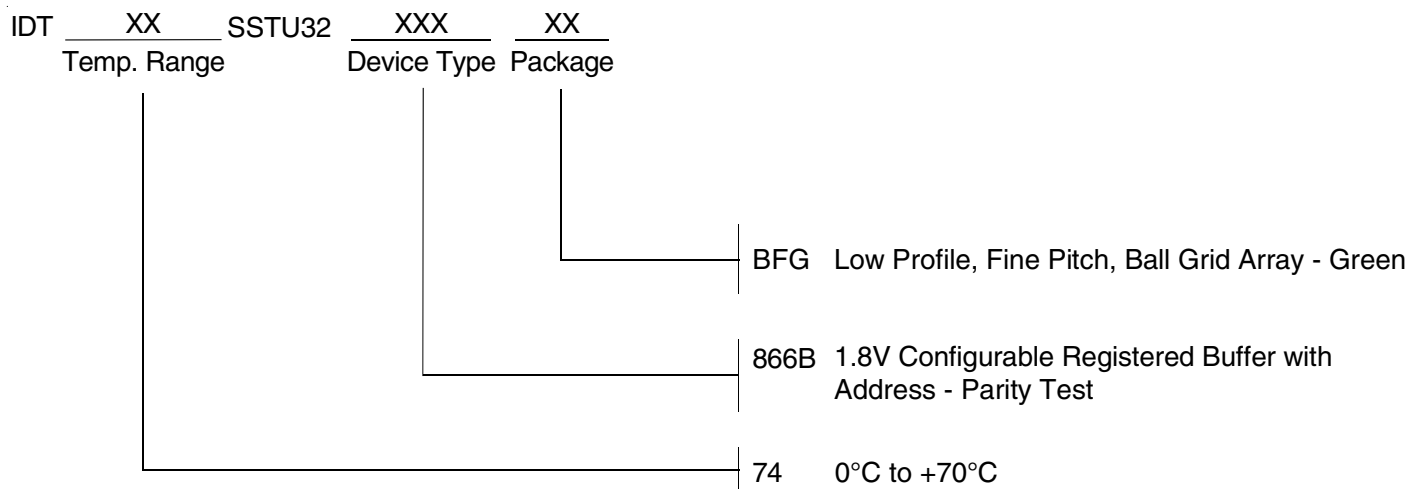 IDT XX SSTU32 XXX XX
Temp. Range Device Type Package
BFG Low Profile, Fine Pitch, Ball Grid Array - Green
866B 1.8V Configurable Registered Buffer with
Address - Parity Test
74 0°C to +70°C